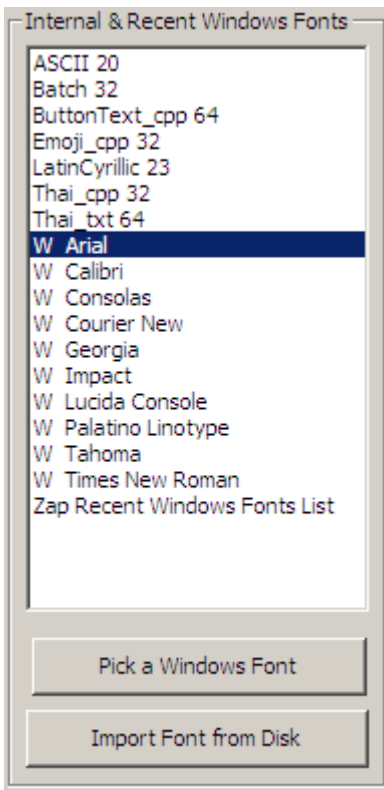 Internal & Recent Windows Fonts
ASCII 20
Batch 32
ButtonText_cpp 64
Emoji_cpp 32
LatinCyrillic 23
Thai_cpp 32
Thai_txt 64
W  Arial
W  Calibri
W  Consolas
W  Courier New
W  Georgia
W  Impact
W  Lucida Console
W  Palatino Linotype
W  Tahoma
W  Times New Roman
Zap Recent Windows Fonts List
Pick a Windows Font
Import Font from Disk